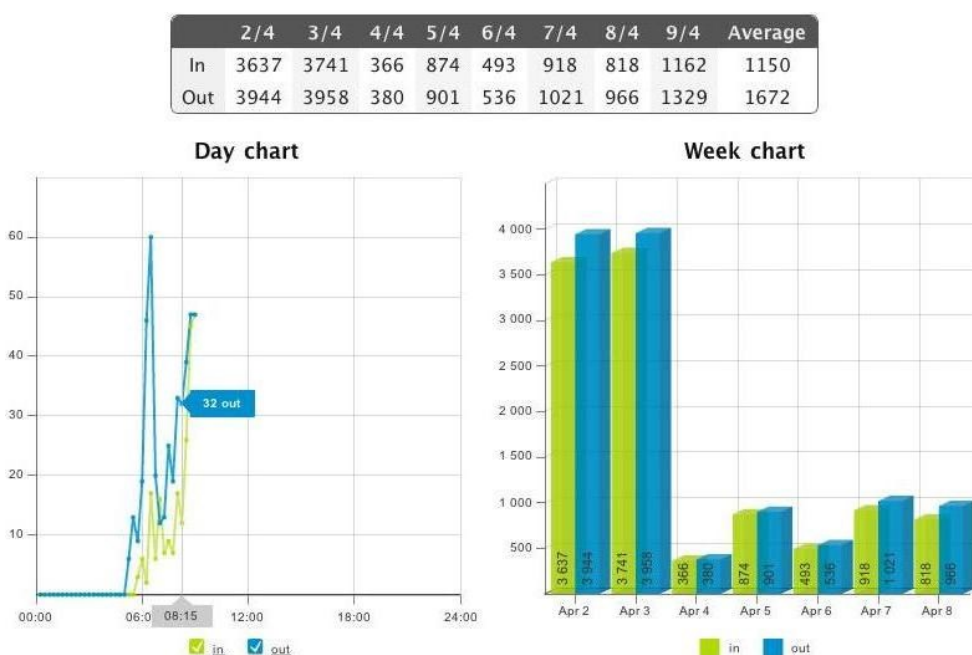 2/4 3/4 4/4 5/4 6/4 7/4 8/4 9/4 Average
In 3637 3741 366 874 493 918 818 1162 1150
Out 3944 3958 380 901 536 1021 966 1329 1672
Day chart
60
50
40
30
20
10
32 out
00:00 06:0 08:15 12:00 18:00 24:00
in out
Week chart
4 000
3 500
3 000
2 500
2 000
1 500
1 000
500
3 637 3 944 3 741 3 958 366 380 874 901 493 536 918 1 021 818 966
Apr 2 Apr 3 Apr 4 Apr 5 Apr 6 Apr 7 Apr 8
in out